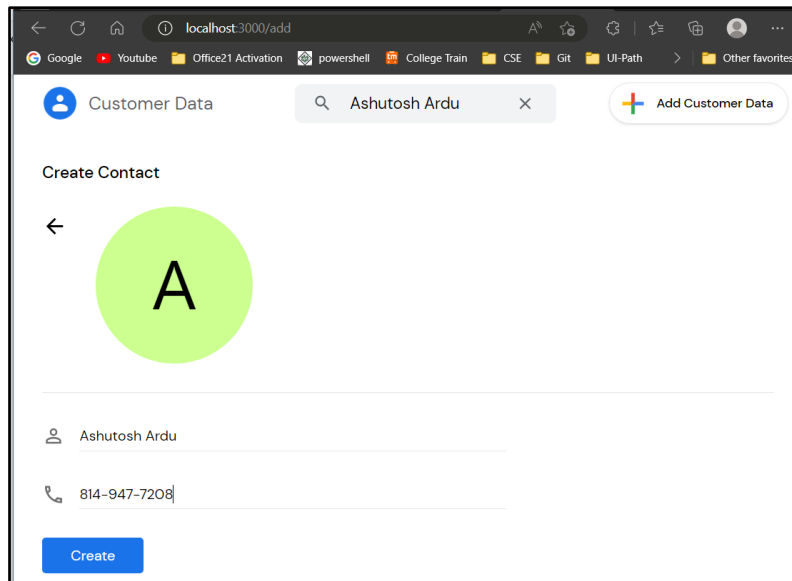 localhost:3000/add
Google Youtube Office21 Activation powershell College Train CSE Git UI-Path Other favorites
Customer Data Ashutosh Ardu Add Customer Data
Create Contact
A
Ashutosh Ardu
814-947-7208
Create